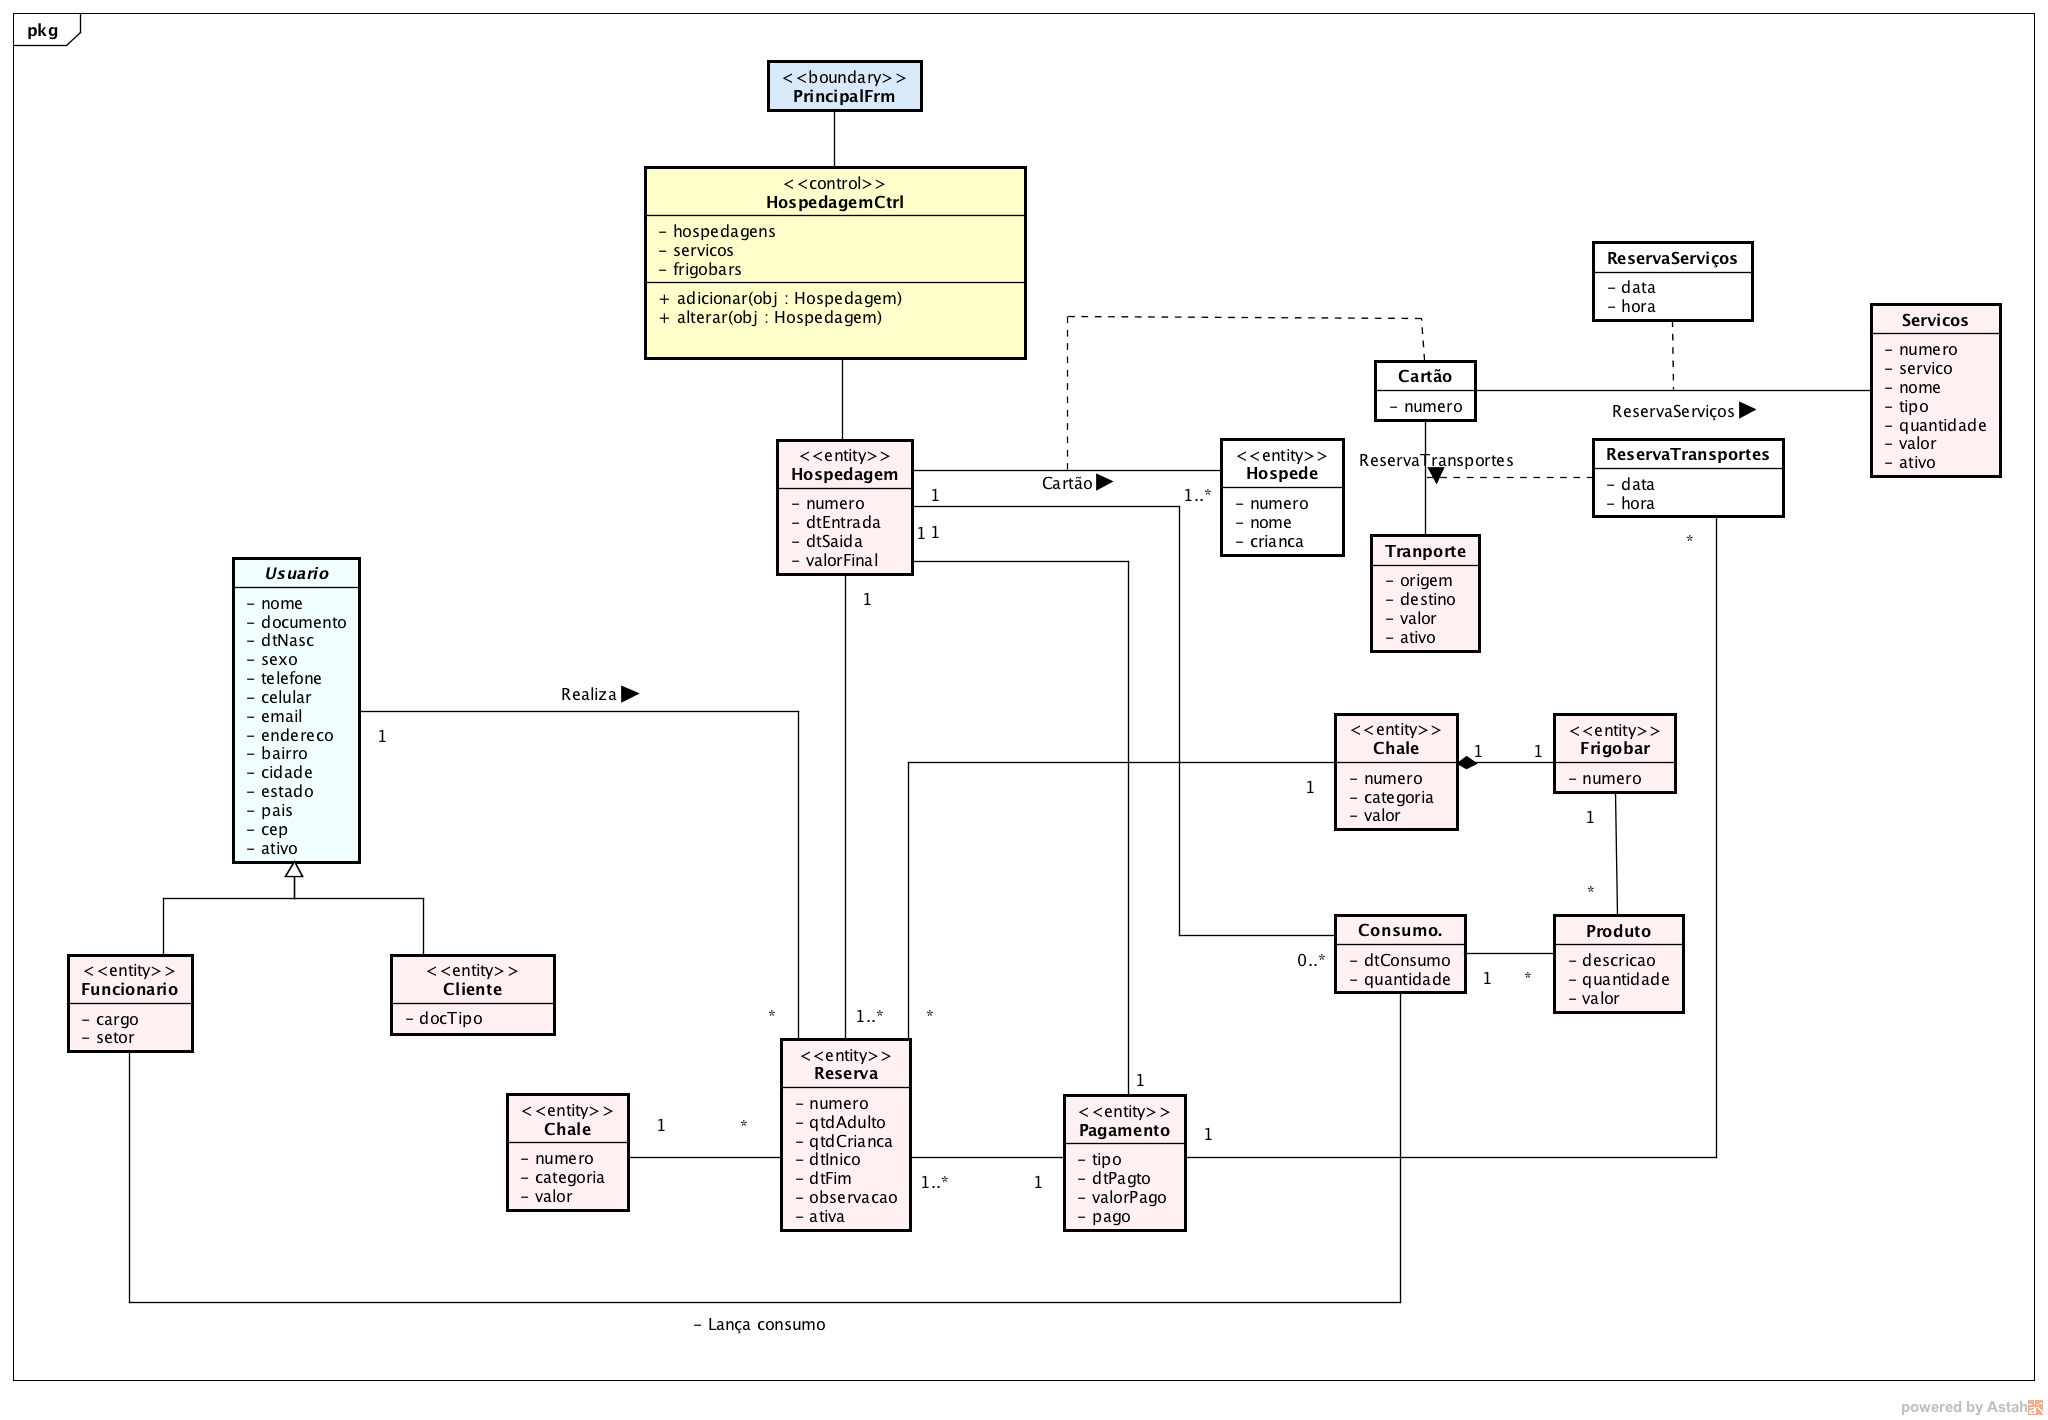 pkg
<<boundary>>
PrincipalFrm
<<control>>
HospedagemCtrl
- hospedagens
- servicos
- frigobars
+ adicionar(obj : Hospedagem)
+ alterar(obj : Hospedagem)
ReservaServiços
- data
- hora
Servicos
- numero
- servico
- nome
- tipo
- quantidade
- valor
- ativo
Cartão
- numero
ReservaServiços
<<entity>>
Hospedagem
- numero
- dtEntrada
- dtSaida
- valorFinal
Cartão
1
1..*
1 1
1
<<entity>>
Hospede
- numero
- nome
- crianca
ReservaTransportes
ReservaTransportes
- data
- hora
*
Tranporte
- origem
- destino
- valor
- ativo
Usuario
- nome
- documento
- dtNasc
- sexo
- telefone
- celular
- email
- endereco
- bairro
- cidade
- estado
- pais
- cep
- ativo
Realiza
1
<<entity>>
Chale
- numero
- categoria
- valor
1
1
1
<<entity>>
Frigobar
- numero
1
*
Consumo.
- dtConsumo
- quantidade
0..*
1
*
Produto
- descricao
- quantidade
- valor
<<entity>>
Funcionario
- cargo
- setor
<<entity>>
Cliente
- docTipo
*
1..*
*
<<entity>>
Reserva
- numero
- qtdAdulto
- qtdCrianca
- dtInico
- dtFim
- observacao
- ativa
<<entity>>
Chale
- numero
- categoria
- valor
1
*
1..*
1
1
1
<<entity>>
Pagamento
- tipo
- dtPagto
- valorPago
- pago
- Lança consumo
powered by Astah